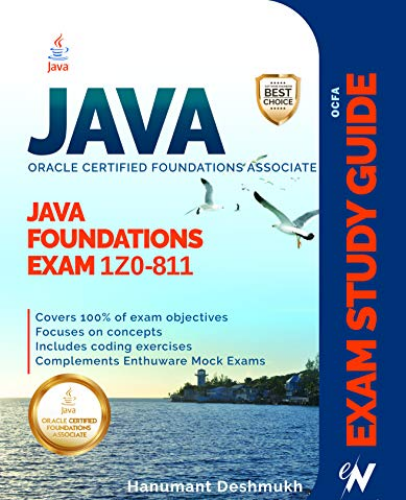 Java
JAVA
BEST
CHOICE
ORACLE CERTIFIED FOUNDATIONS ASSOCIATE
JAVA
FOUNDATIONS
EXAM 1Z0-811
Covers 100% of exam objectives
Focuses on concepts
Includes coding exercises
Complements Enthuware Mock Exams
Java
ORACLE CERTIFIED
FOUNDATIONS
ASSOCIATE
Hanumant Deshmukh
OCFA
EXAM STUDY GUIDE
eW